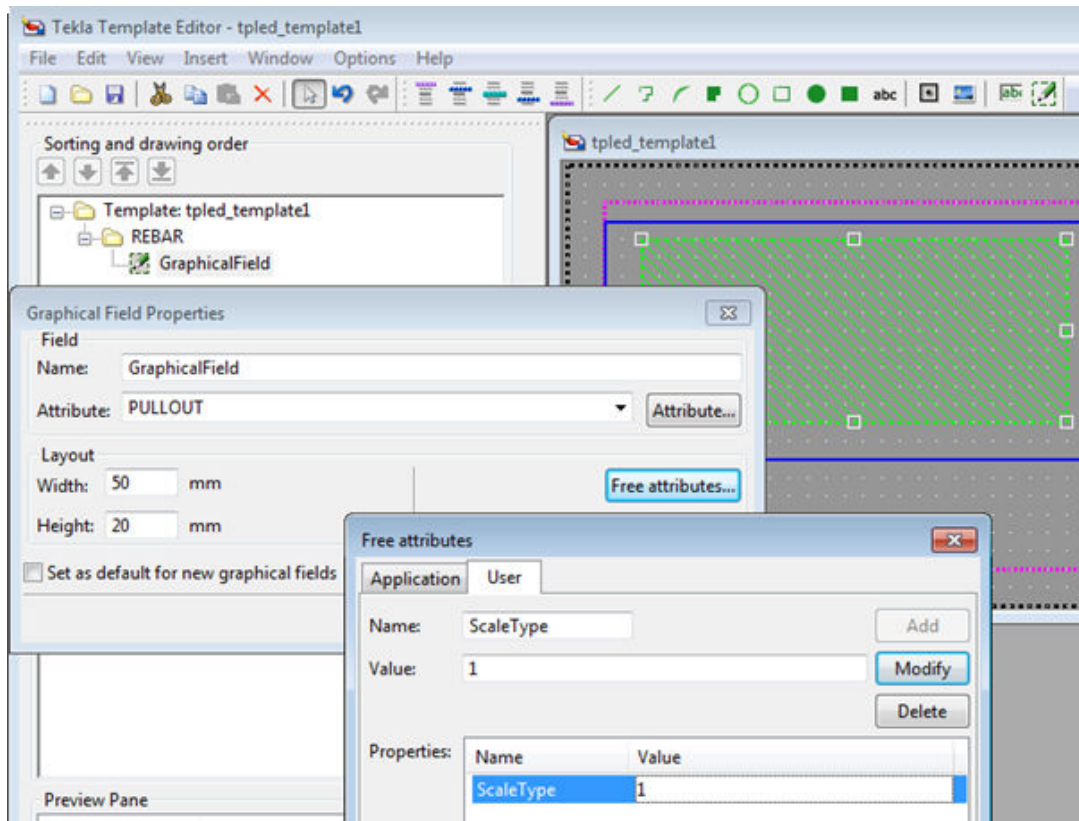 Tekla Template Editor - tpled_template1
File Edit View Insert Window Options Help
abc abc
Sorting and drawing order
tpled_template1
Template: tpled_template1
REBAR
GraphicalField
Graphical Field Properties
Field
Name: GraphicalField
Attribute: PULLOUT Attribute...
Layout
Width: 50 mm Free attributes...
Height: 20 mm
Set as default for new graphical fields
Free attributes
Application User
Name: ScaleType Add
Value: 1 Modify
Delete
Properties: Name Value
ScaleType 1
Preview Pane